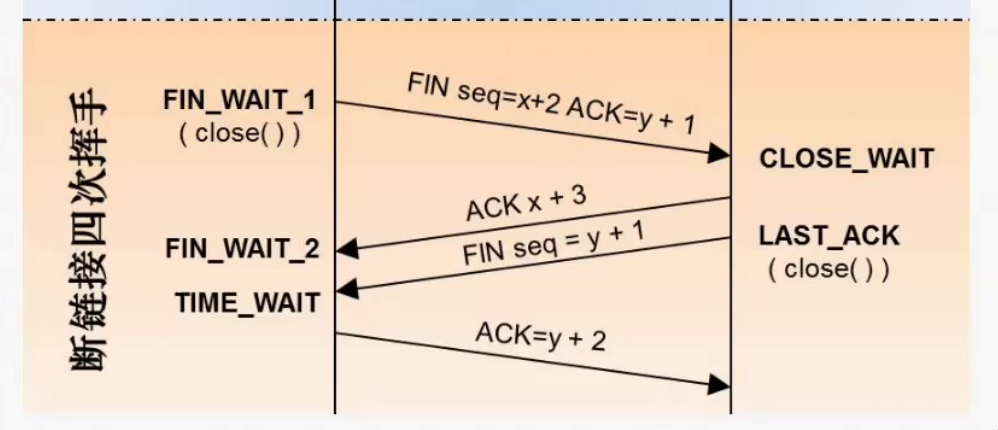 断链接四次挥手
FIN_WAIT_1
( close( ) )
FIN seq=x+2 ACK=y + 1
CLOSE_WAIT
ACK x + 3
FIN_WAIT_2
FIN seq = y + 1
LAST_ACK
( close( ) )
TIME_WAIT
ACK=y + 2